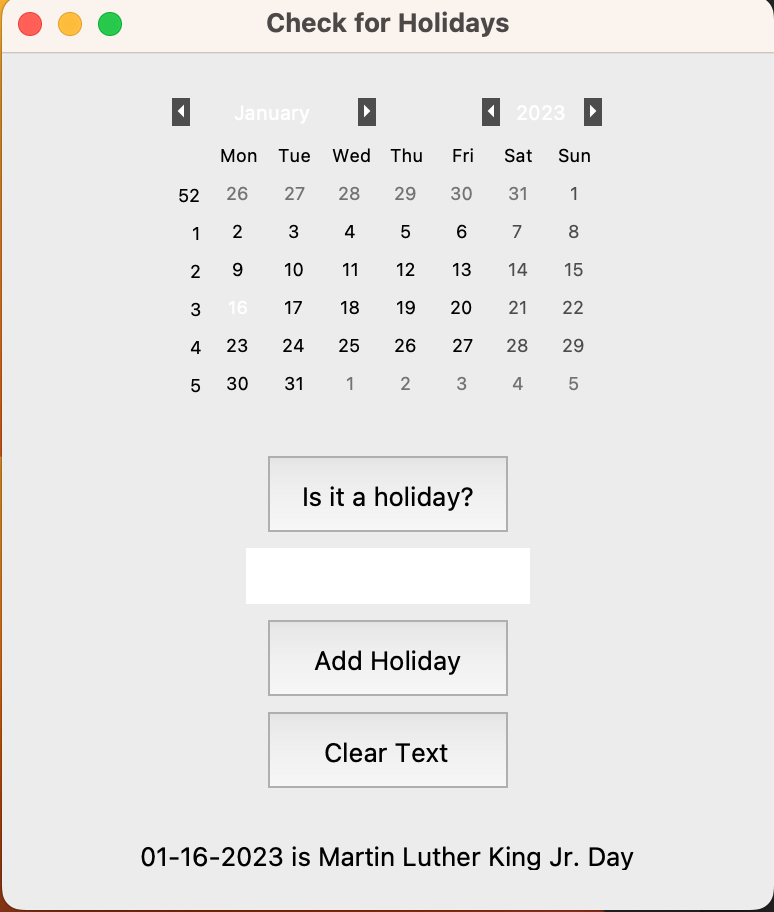 Check for Holidays
January 2023
Mon Tue Wed Thu Fri Sat Sun
52 26 27 28 29 30 31 1
1 2 3 4 5 6 7 8
2 9 10 11 12 13 14 15
3 16 17 18 19 20 21 22
4 23 24 25 26 27 28 29
5 30 31 1 2 3 4 5
Is it a holiday?
Add Holiday
Clear Text
01-16-2023 is Martin Luther King Jr. Day